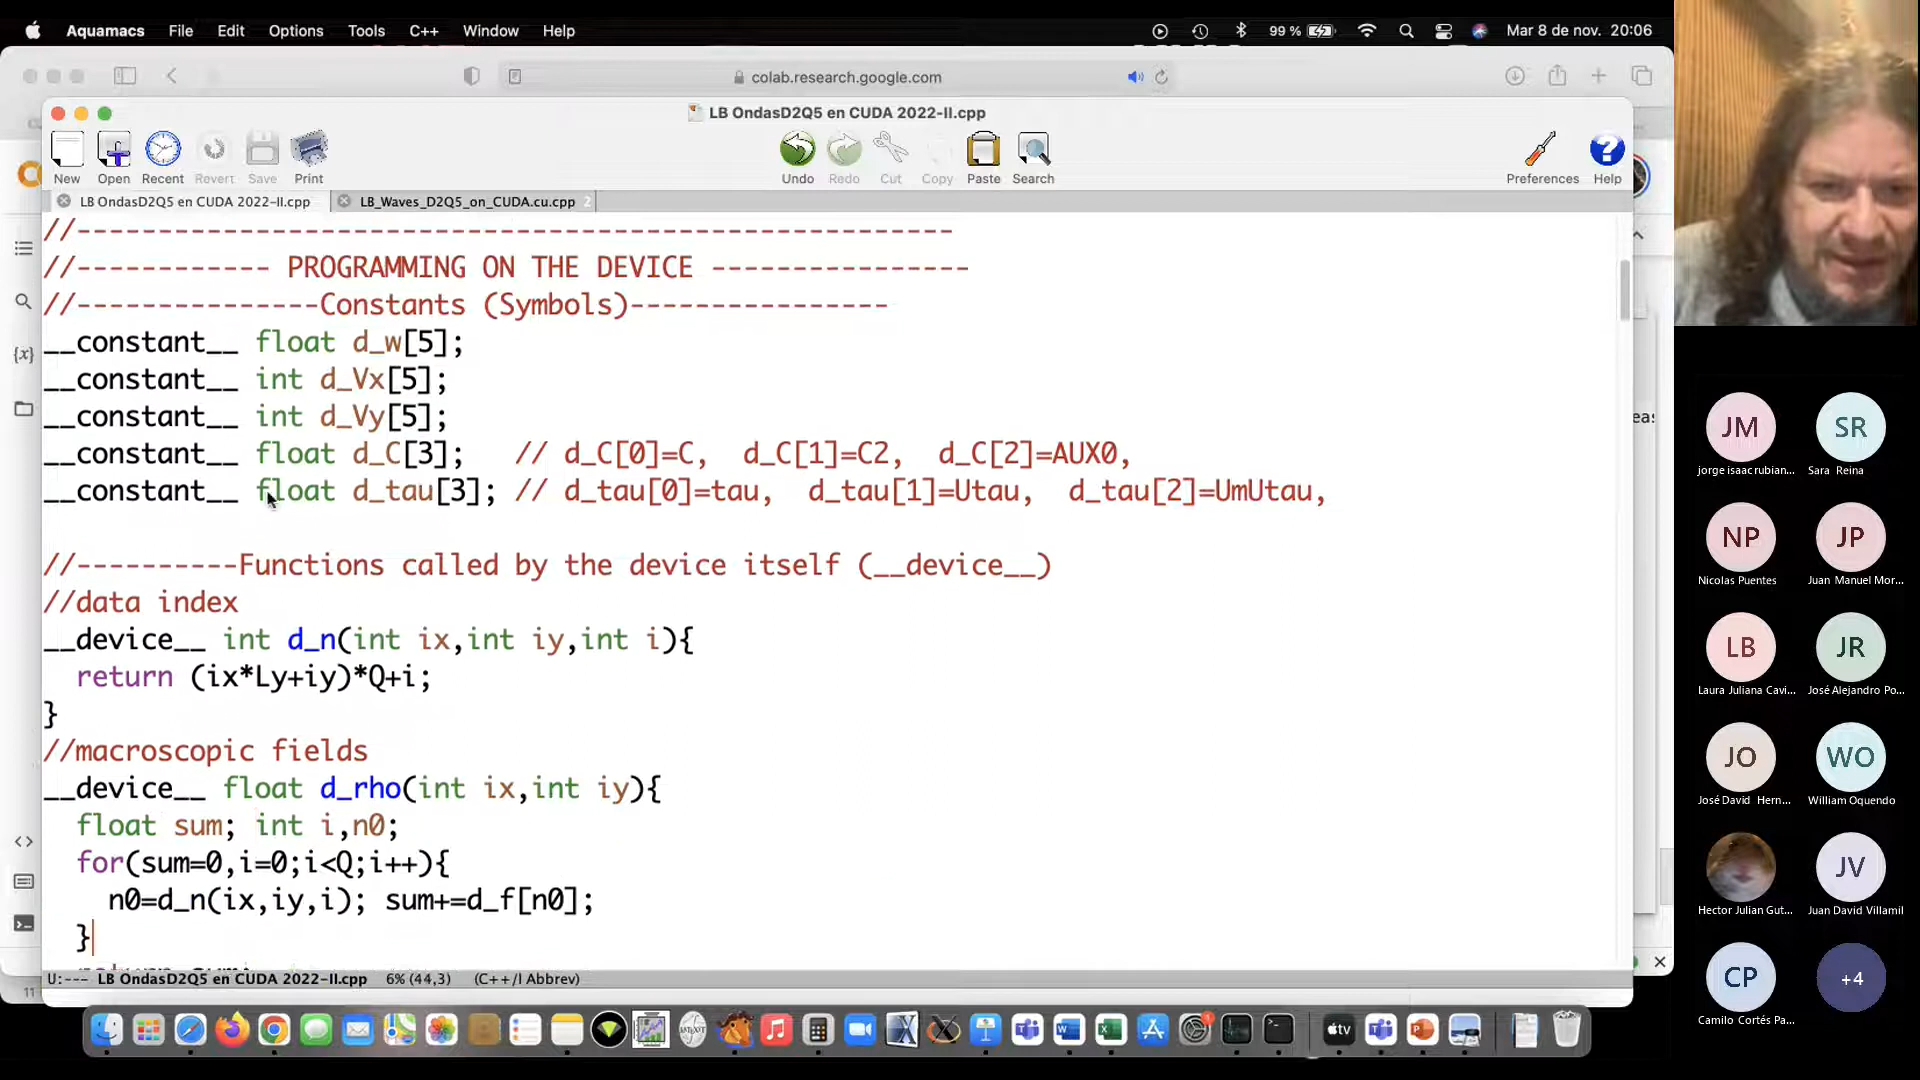 Aquamacs File Edit Options Tools C++ Window Help 99 % Mar 8 de nov. 20:06
colab.research.google.com
LB OndasD2Q5 en CUDA 2022-II.cpp
New Open Recent Revert Save Print Undo Redo Cut Copy Paste Search Preferences Help
LB OndasD2Q5 en CUDA 2022-II.cpp LB_Waves_D2Q5_on_CUDA.cu.cpp 2
//------------------------------------------------------
//------------ PROGRAMMING ON THE DEVICE ----------------
//---------------Constants (Symbols)----------------
__constant__ float d_w[5];
__constant__ int d_Vx[5];
__constant__ int d_Vy[5];
__constant__ float d_C[3];   // d_C[0]=C,  d_C[1]=C2,  d_C[2]=AUX0,
__constant__ float d_tau[3]; // d_tau[0]=tau,  d_tau[1]=Utau,  d_tau[2]=UmUtau,
//----------Functions called by the device itself (__device__)
//data index
__device__ int d_n(int ix,int iy,int i){
return (ix*Ly+iy)*Q+i;
}
//macroscopic fields
__device__ float d_rho(int ix,int iy){
float sum; int i,n0;
for(sum=0,i=0;i<Q;i++){
n0=d_n(ix,iy,i); sum+=d_f[n0];
}
U:--- LB OndasD2Q5 en CUDA 2022-II.cpp 6% (44,3) (C++/l Abbrev)
{x}
<>
11
eas
tv
JM SR
jorge isaac rubian... Sara Reina
NP JP
Nicolas Puentes Juan Manuel Mor...
LB JR
Laura Juliana Cavi... José Alejandro Po...
JO WO
José David Hern... William Oquendo
JV
Hector Julian Gut... Juan David Villamil
CP +4
Camilo Cortés Pa...